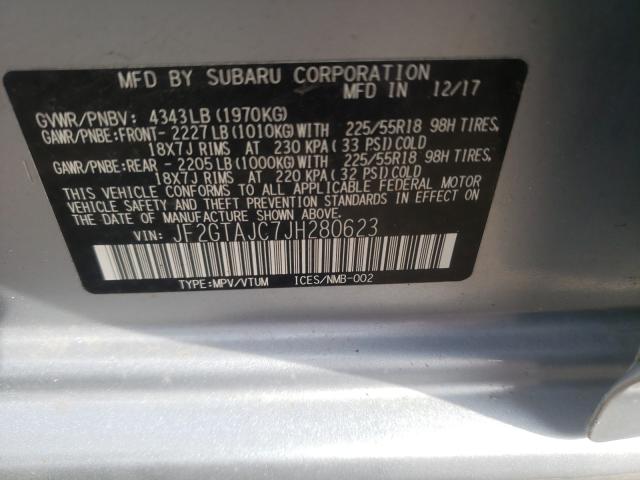 MFD BY SUBARU CORPORATION
MFD IN 12/17
GVWR/PNBV: 4343LB (1970KG)
GAWR/PNBE:FRONT- 2227LB(1010KG)WITH 225/55R18 98H TIRES,
18X7J RIMS AT 230 KPA(33 PSI)COLD
GAWR/PNBE:REAR - 2205LB(1000KG)WITH 225/55R18 98H TIRES,
18X7J RIMS AT 220 KPA(32 PSI)COLD
THIS VEHICLE CONFORMS TO ALL APPLICABLE FEDERAL MOTOR
VEHICLE SAFETY AND BUMPER STANDARDS IN EFFECT ON
THE DATE OF MANUFACTURE SHOWN ABOVE.
VIN: JF2GTAJC7JH280623
TYPE:MPV/VTUM ICES/NMB-002